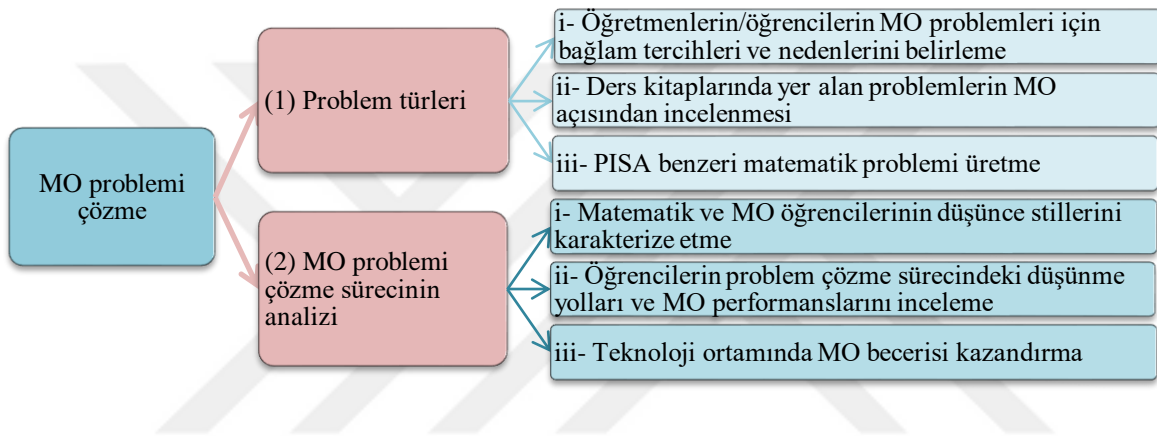 MO problemi
çözme
(1) Problem türleri
i- Öğretmenlerin/öğrencilerin MO problemleri için
bağlam tercihleri ve nedenlerini belirleme
ii- Ders kitaplarında yer alan problemlerin MO
açısından incelenmesi
iii- PISA benzeri matematik problemi üretme
(2) MO problemi
çözme sürecinin
analizi
i- Matematik ve MO öğrencilerinin düşünce stillerini
karakterize etme
ii- Öğrencilerin problem çözme sürecindeki düşünme
yolları ve MO performanslarını inceleme
iii- Teknoloji ortamında MO becerisi kazandırma